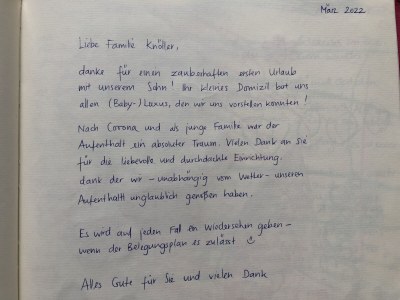 März 2022
Liebe Familie Knöller,
danke für einen zauberhaften ersten Urlaub
mit unserem Sohn! Ihr kleines Domizil bot uns
allen (Baby-)Luxus, den wir uns vorstellen konnten!
Nach Corona und als junge Familie war der
Aufenthalt ein absoluter Traum. Vielen Dank an Sie
für die liebevolle und durchdachte Einrichtung.
dank der wir - unabhängig vom Wetter - unseren
Aufenthalt unglaublich genoßen haben.
Es wird auf jeden Fall ein Wiedersehen geben -
wenn der Belegungsplan es zulässt
Alles Gute für Sie und vielen Dank